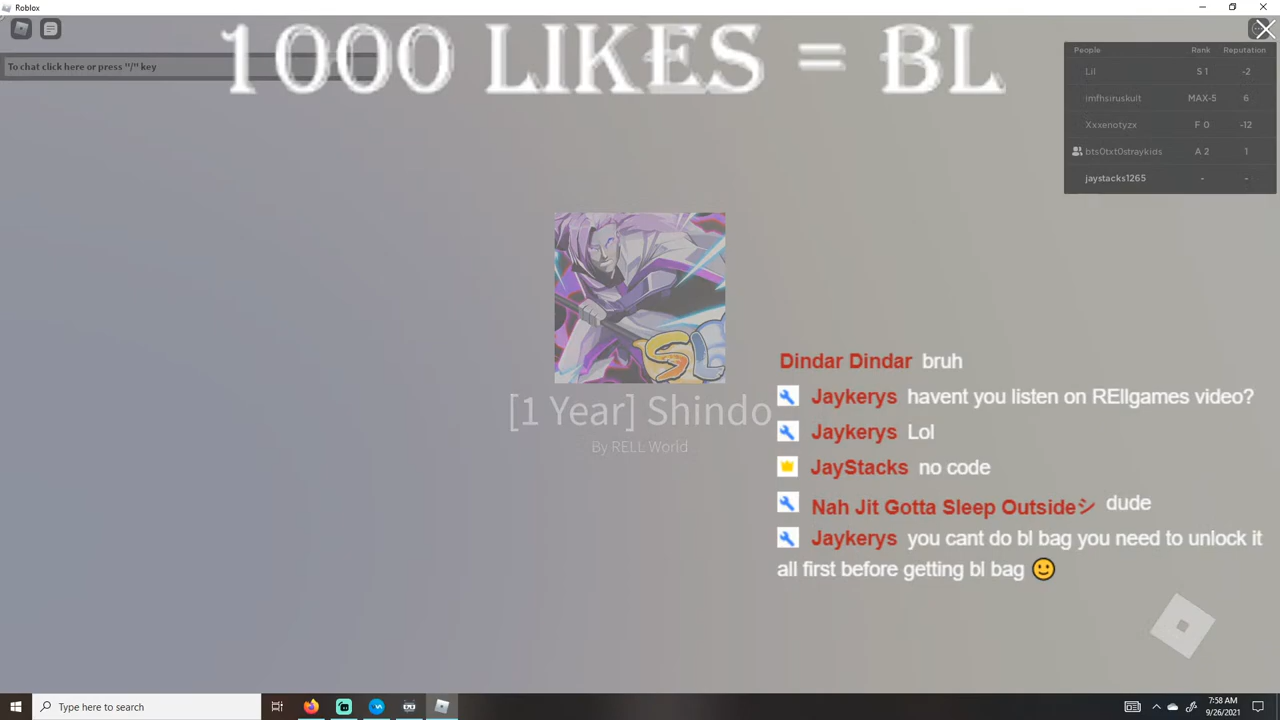 Roblox
1000 LIKES = BL
To chat click here or press "/" key
People Rank Reputation
Lil S 1 -2
imfhsiruskult MAX-5 6
Xxxenotyzx F 0 -12
bts0txt0straykids A 2 1
jaystacks1265 - -
SL
[1 Year] Shindo
By RELL World
Dindar Dindar bruh
Jaykerys havent you listen on REllgames video?
Jaykerys Lol
JayStacks no code
Nah Jit Gotta Sleep Outsideシ dude
Jaykerys you cant do bl bag you need to unlock it
all first before getting bl bag 🙂
Type here to search
7:58 AM
9/26/2021